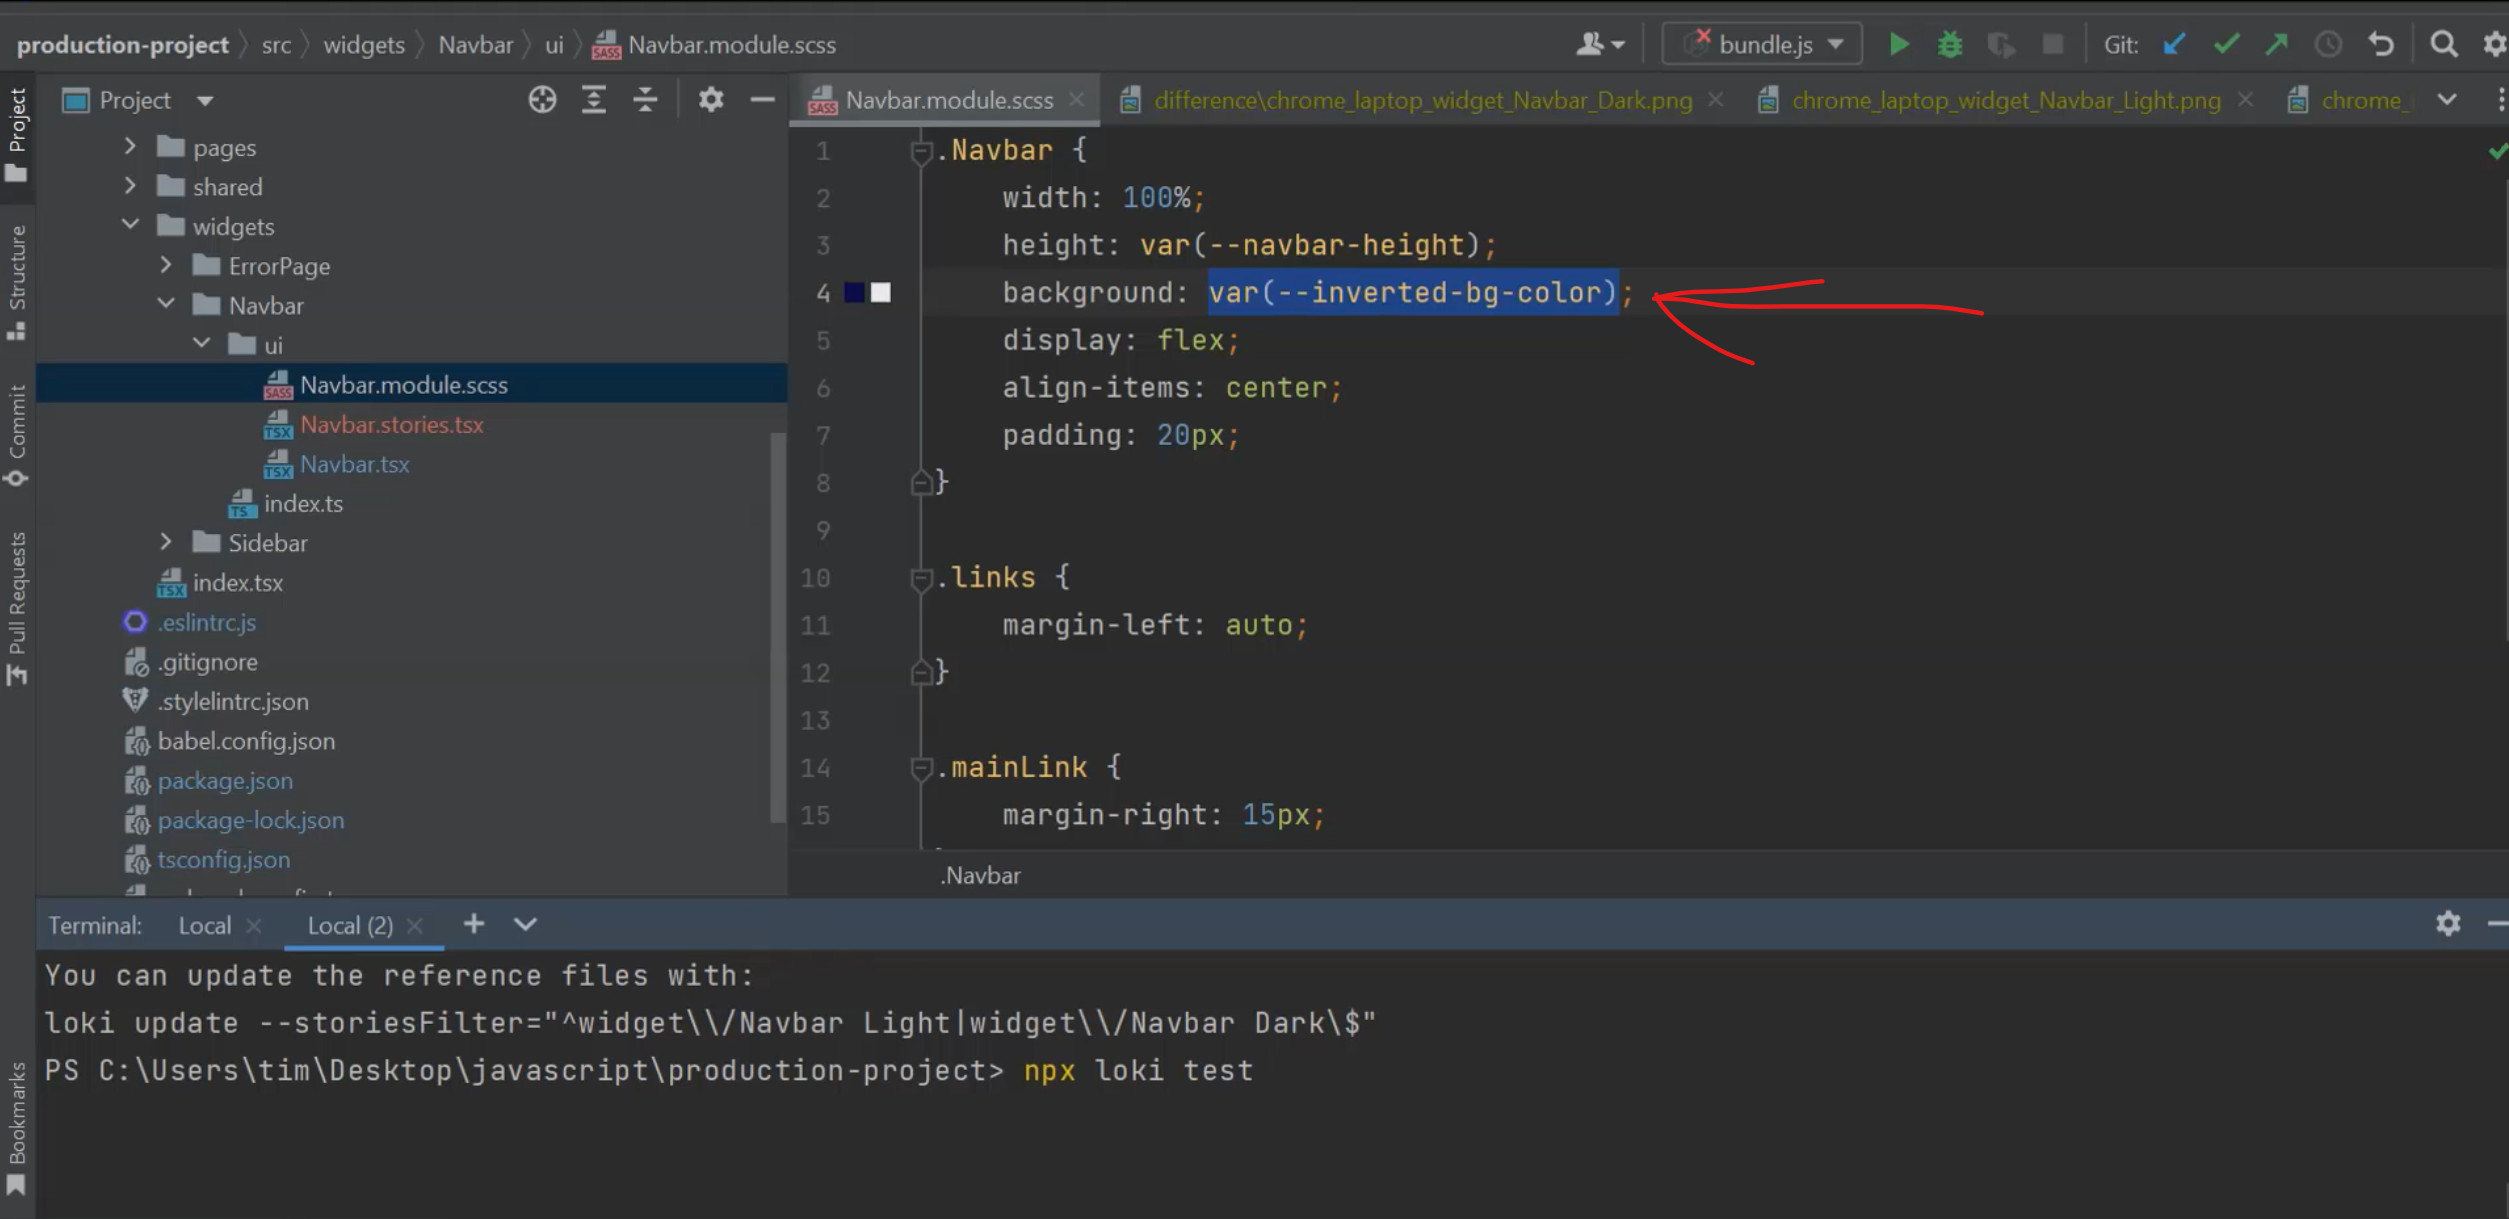 production-project src widgets Navbar ui Navbar.module.scss bundle.js Git:
Project
Navbar.module.scss difference\chrome_laptop_widget_Navbar_Dark.png chrome_laptop_widget_Navbar_Light.png chrome_
Project
Structure
Commit
Pull Requests
Bookmarks
pages
shared
widgets
ErrorPage
Navbar
ui
SASS Navbar.module.scss
TSX Navbar.stories.tsx
TSX Navbar.tsx
TS index.ts
Sidebar
TSX index.tsx
.eslintrc.js
.gitignore
.stylelintrc.json
babel.config.json
package.json
package-lock.json
tsconfig.json
1 .Navbar {
2 width: 100%;
3 height: var(--navbar-height);
4 background: var(--inverted-bg-color);
5 display: flex;
6 align-items: center;
7 padding: 20px;
8 }
9
10 .links {
11 margin-left: auto;
12 }
13
14 .mainLink {
15 margin-right: 15px;
.Navbar
Terminal: Local Local (2)
You can update the reference files with:
loki update --storiesFilter="^widget\\/Navbar Light|widget\\/Navbar Dark\$"
PS C:\Users\tim\Desktop\javascript\production-project> npx loki test